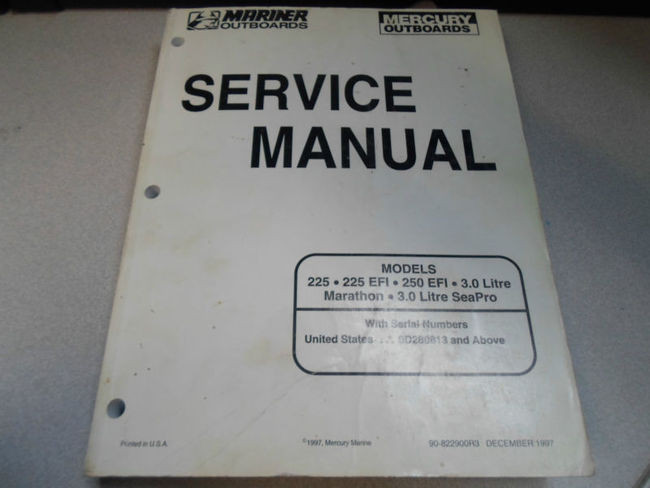 MARINER
OUTBOARDS
MERCURY
OUTBOARDS
SERVICE
MANUAL
MODELS
225 • 225 EFI • 250 EFI • 3.0 Litre
Marathon • 3.0 Litre SeaPro
With Serial Numbers
United States 0D280813 and Above
Printed in U.S.A.
©1997, Mercury Marine
90-822900R3 DECEMBER 1997